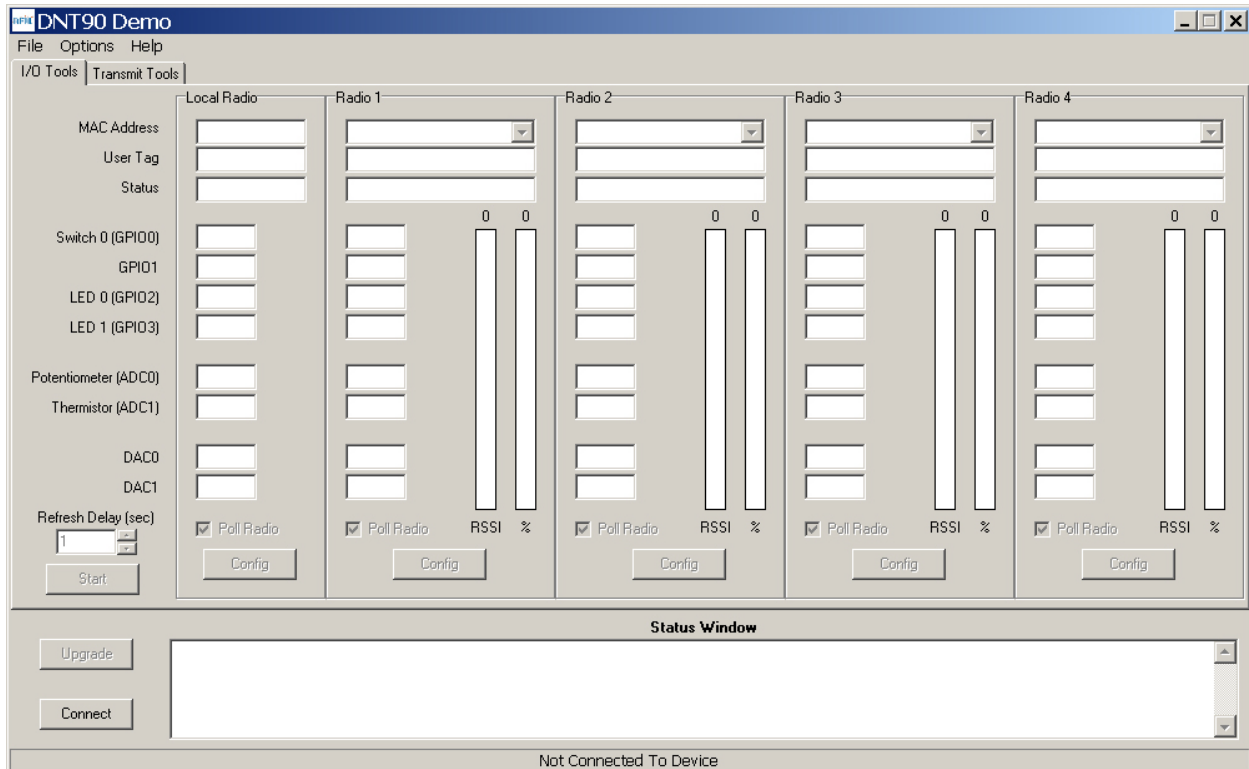 DNT90 Demo
File Options Help
I/O Tools Transmit Tools
Local Radio Radio 1 Radio 2 Radio 3 Radio 4
MAC Address
User Tag
Status
0 0 0 0 0 0 0 0
Switch 0 (GPIO0)
GPIO1
LED 0 (GPIO2)
LED 1 (GPIO3)
Potentiometer (ADC0)
Thermistor (ADC1)
DAC0
DAC1
Refresh Delay (sec)
1
Poll Radio Poll Radio RSSI % Poll Radio RSSI % Poll Radio RSSI % Poll Radio RSSI %
Start Config Config Config Config Config
Status Window
Upgrade
Connect
Not Connected To Device